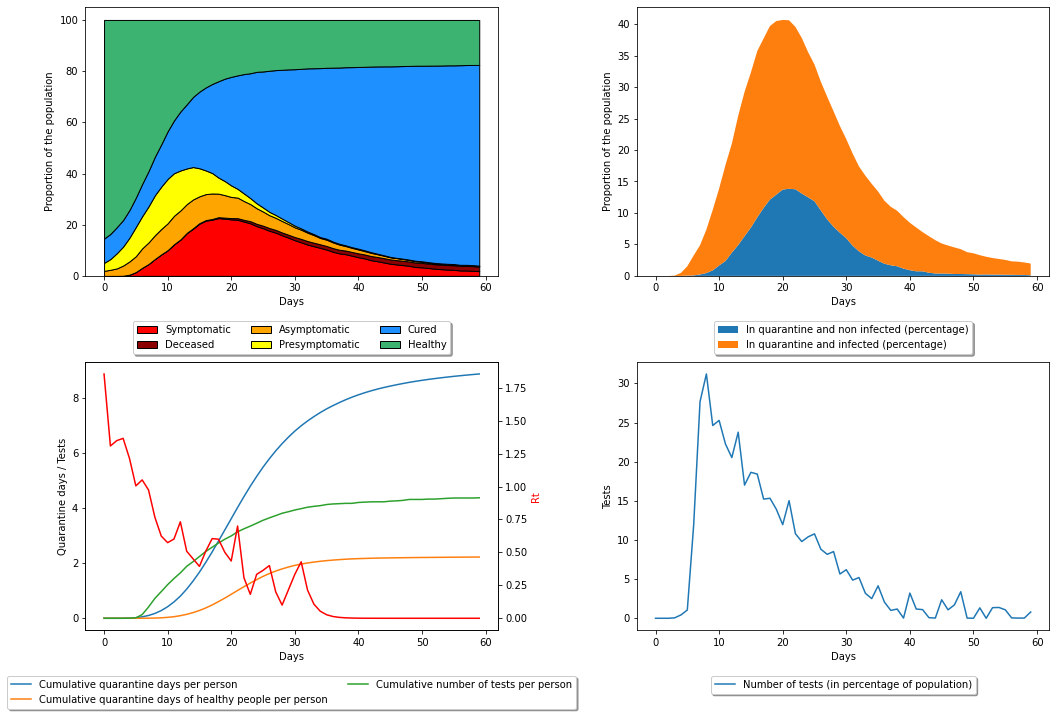 100
80
60
40
20
0
Proportion of the population
0 10 20 30 40 50 60
Days
Symptomatic Asymptomatic Cured
Deceased Presymptomatic Healthy
40
35
30
25
20
15
10
5
0
Proportion of the population
0 10 20 30 40 50 60
Days
In quarantine and non infected (percentage)
In quarantine and infected (percentage)
8
6
4
2
0
Quarantine days / Tests
1.75
1.50
1.25
1.00
0.75
0.50
0.25
0.00
Rt
0 10 20 30 40 50 60
Days
Cumulative quarantine days per person Cumulative number of tests per person
Cumulative quarantine days of healthy people per person
30
25
20
15
10
5
0
Tests
0 10 20 30 40 50 60
Days
Number of tests (in percentage of population)